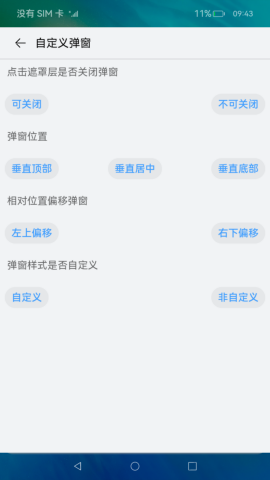 没有 SIM 卡 11% 09:43
自定义弹窗
点击遮罩层是否关闭弹窗
可关闭 不可关闭
弹窗位置
垂直顶部 垂直居中 垂直底部
相对位置偏移弹窗
左上偏移 右下偏移
弹窗样式是否自定义
自定义 非自定义